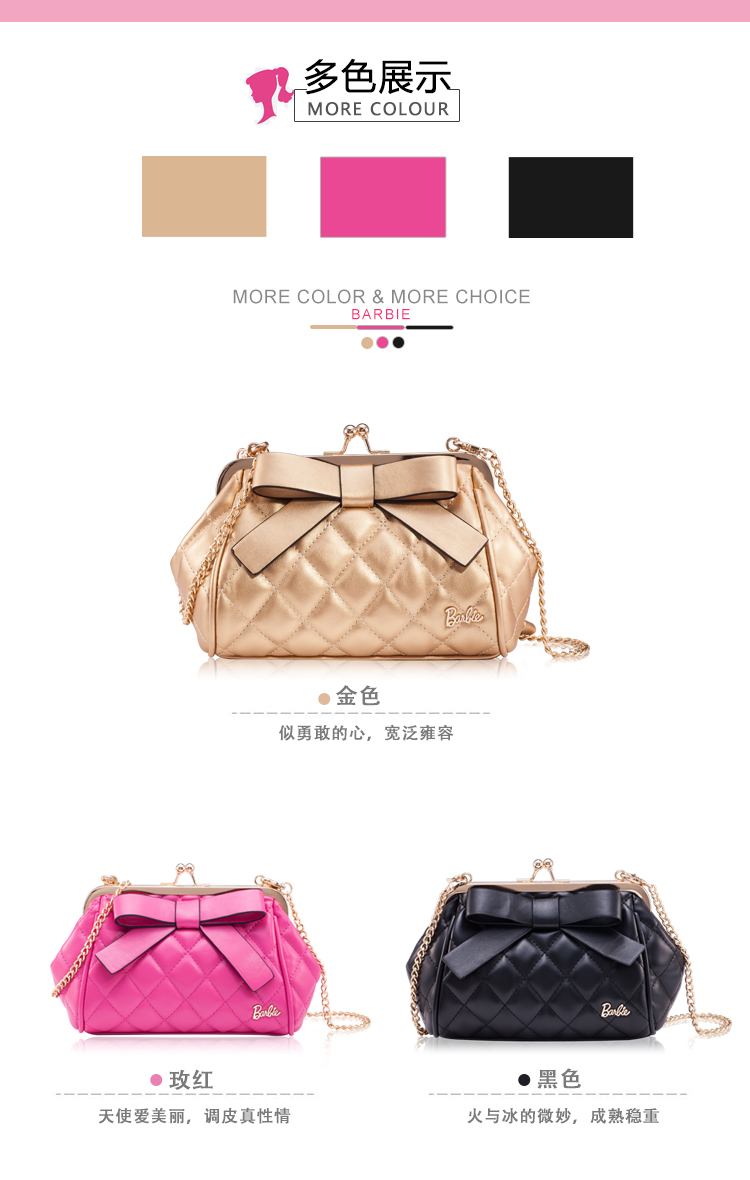 多色展示
MORE COLOUR
MORE COLOR & MORE CHOICE
BARBIE
Barbie
金色
似勇敢的心，宽泛雍容
Barbie
Barbie
玫红
黑色
天使爱美丽，调皮真性情
火与冰的微妙，成熟稳重